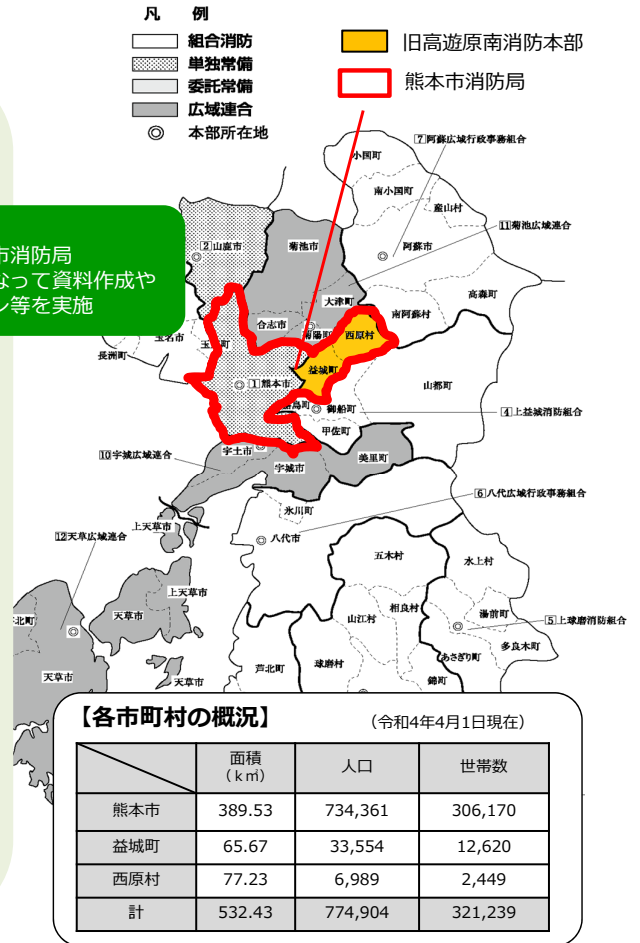 凡 例
組合消防
単独常備
委託常備
広域連合
◎ 本部所在地
旧高遊原南消防本部
熊本市消防局
市消防局
なって資料作成や
ン等を実施
小国町
7阿蘇広域行政事務組合
南小国町
産山村
2山鹿市
菊池市
11菊池広域連合
阿蘇市
大津町
高森町
合志市
南阿蘇村
菊陽町
西原村
玉名市
長洲町
益城町
1熊本市
山都町
御船町
4上益城消防組合
甲佐町
10宇城広域連合
宇土市
宇城市
美里町
氷川町
6八代広域行政事務組合
上天草市
12天草広域連合
八代市
五木村
水上村
上天草市
天草市
相良村
山江村
湯前町
5上球磨消防組合
多良木町
あさぎり町
芦北町
球磨村
錦町
天草市
天草市
【各市町村の概況】 (令和4年4月1日現在)
面積
(k㎡) 人口 世帯数
熊本市 389.53 734,361 306,170
益城町 65.67 33,554 12,620
西原村 77.23 6,989 2,449
計 532.43 774,904 321,239